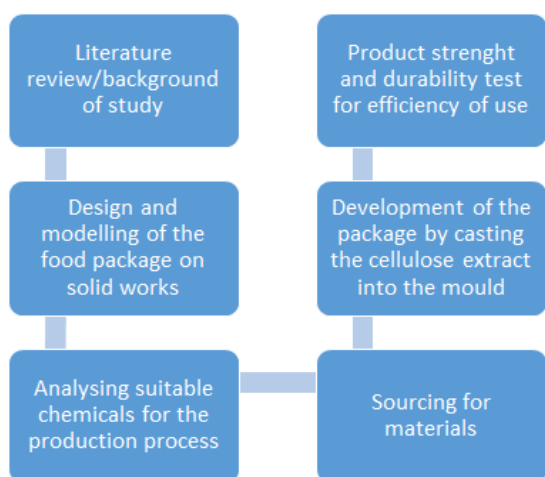 Literature
review/background
of study
Design and
modelling of the
food package on
solid works
Analysing suitable
chemicals for the
production process
Sourcing for
materials
Development of the
package by casting
the cellulose extract
into the mould
Product strenght
and durability test
for efficiency of use